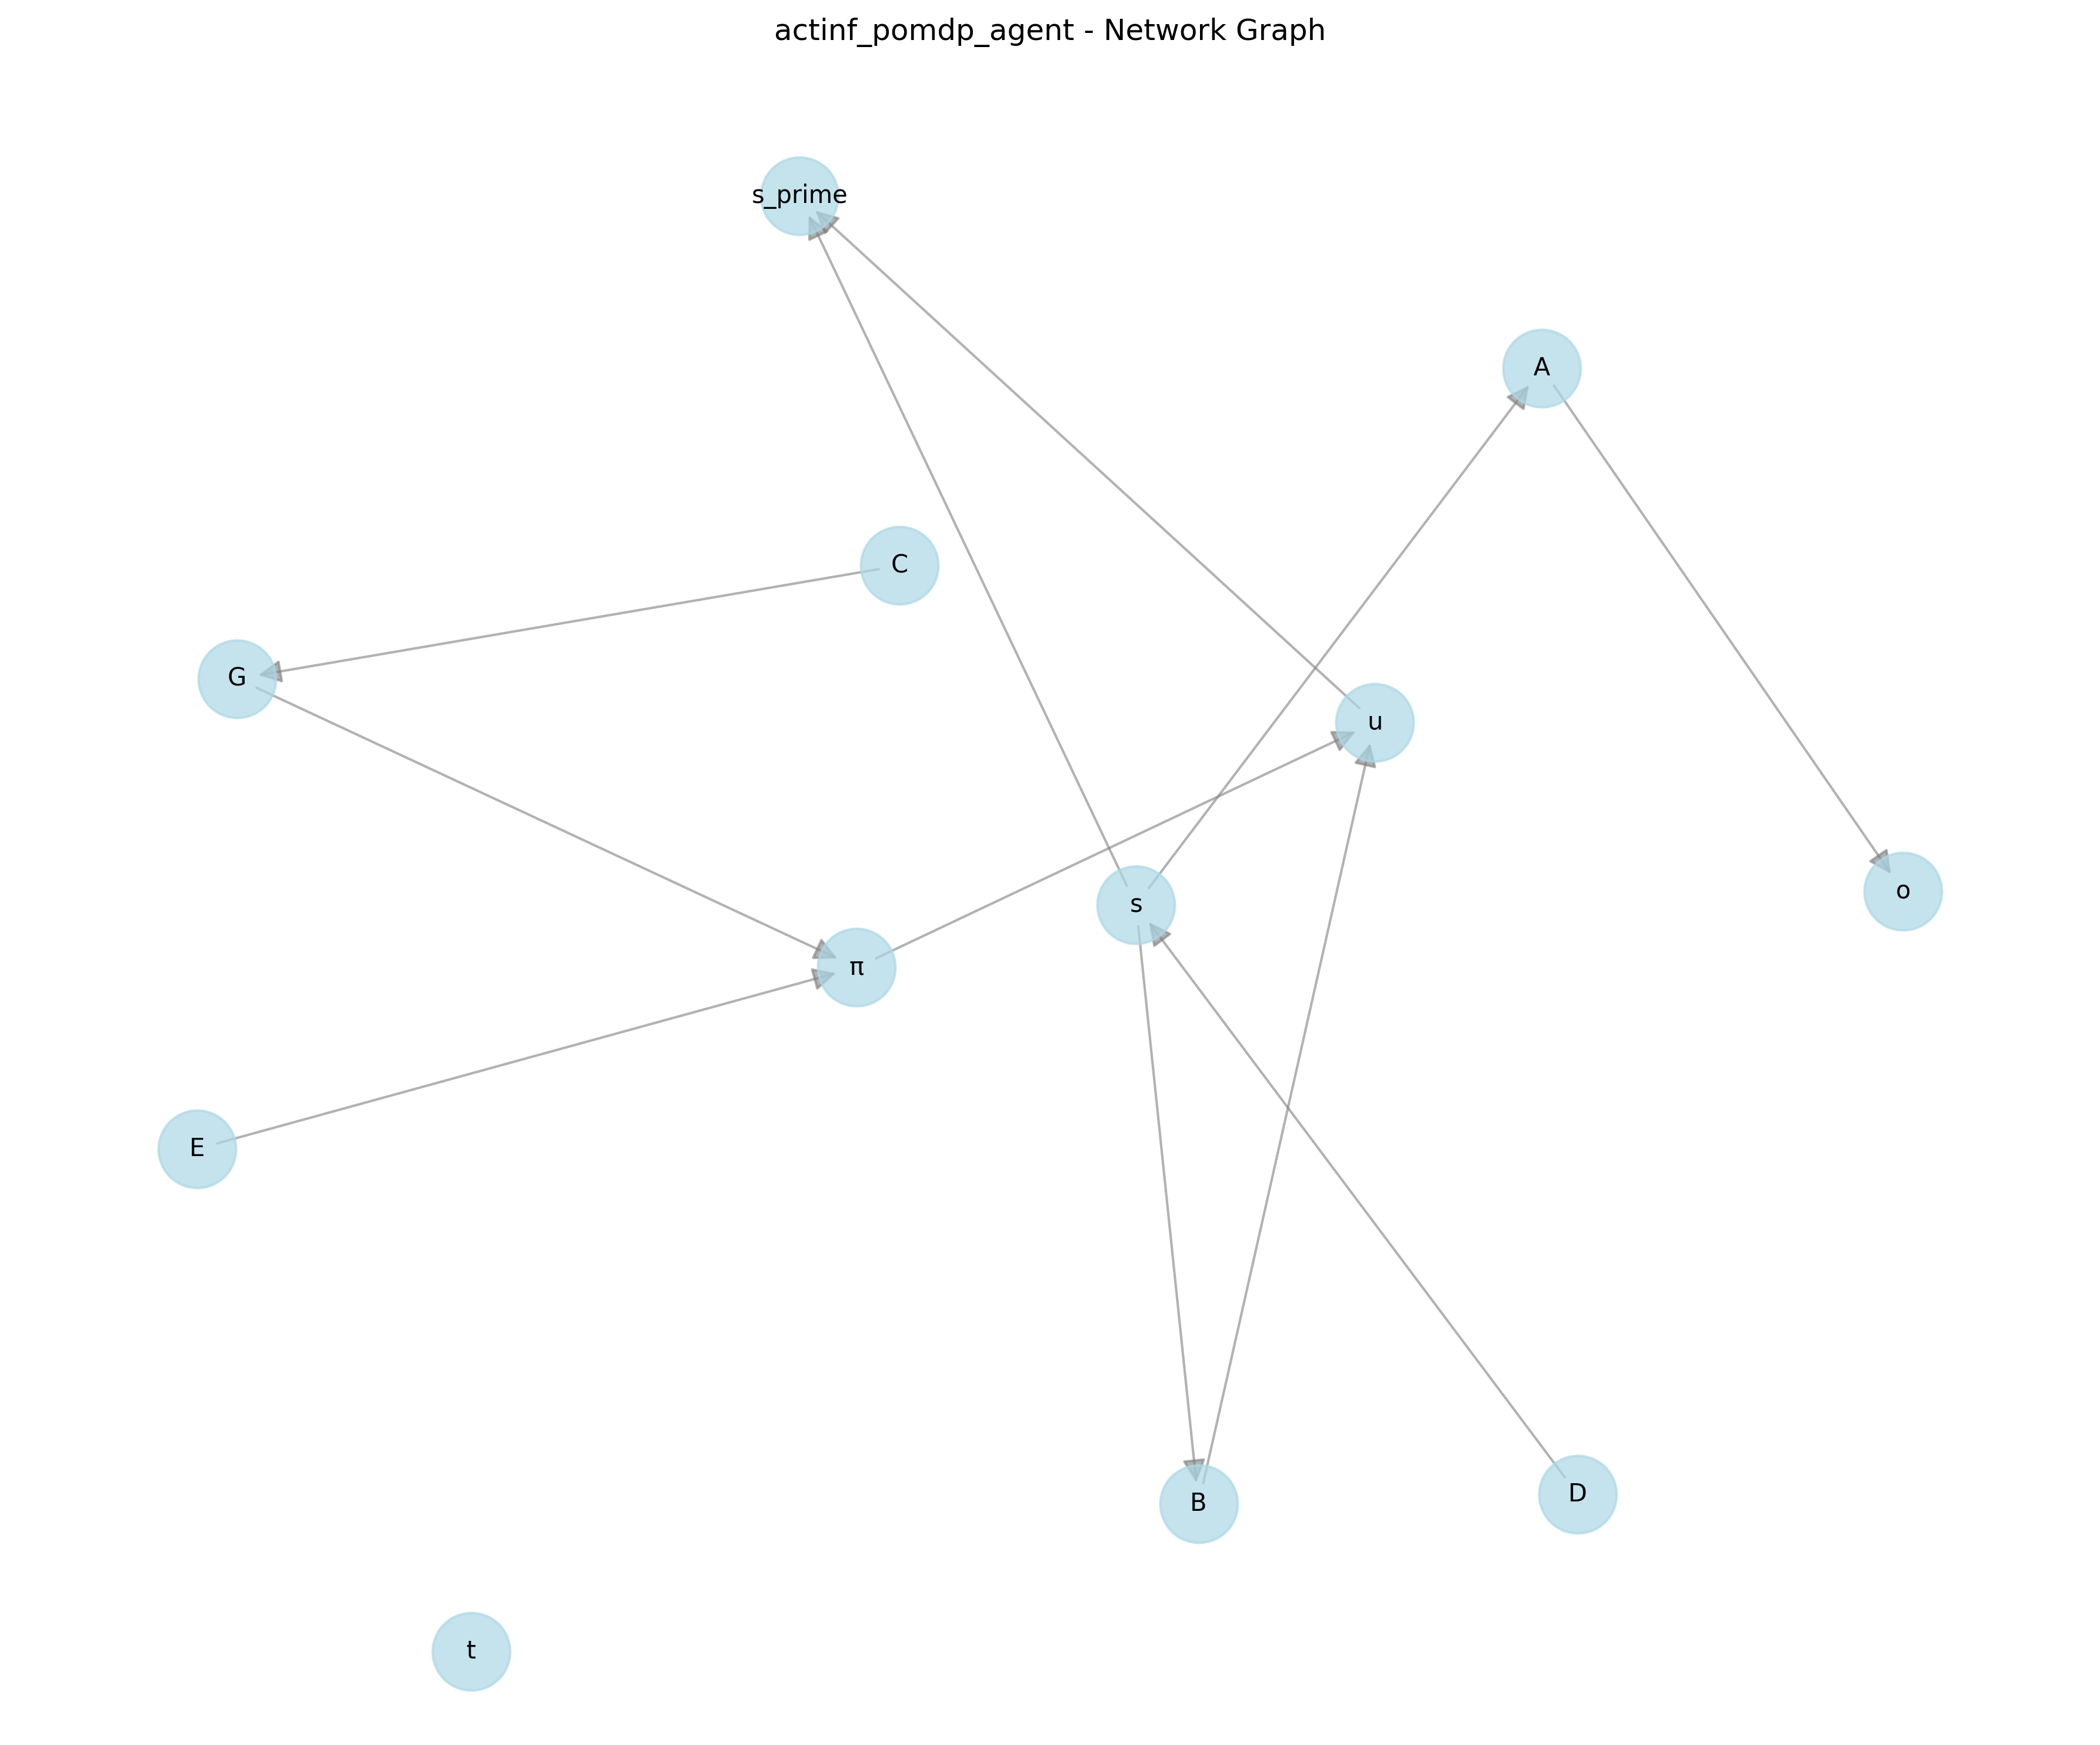 actinf_pomdp_agent - Network Graph
s_prime
A
C
G
u
o
s
π
E
D
B
t